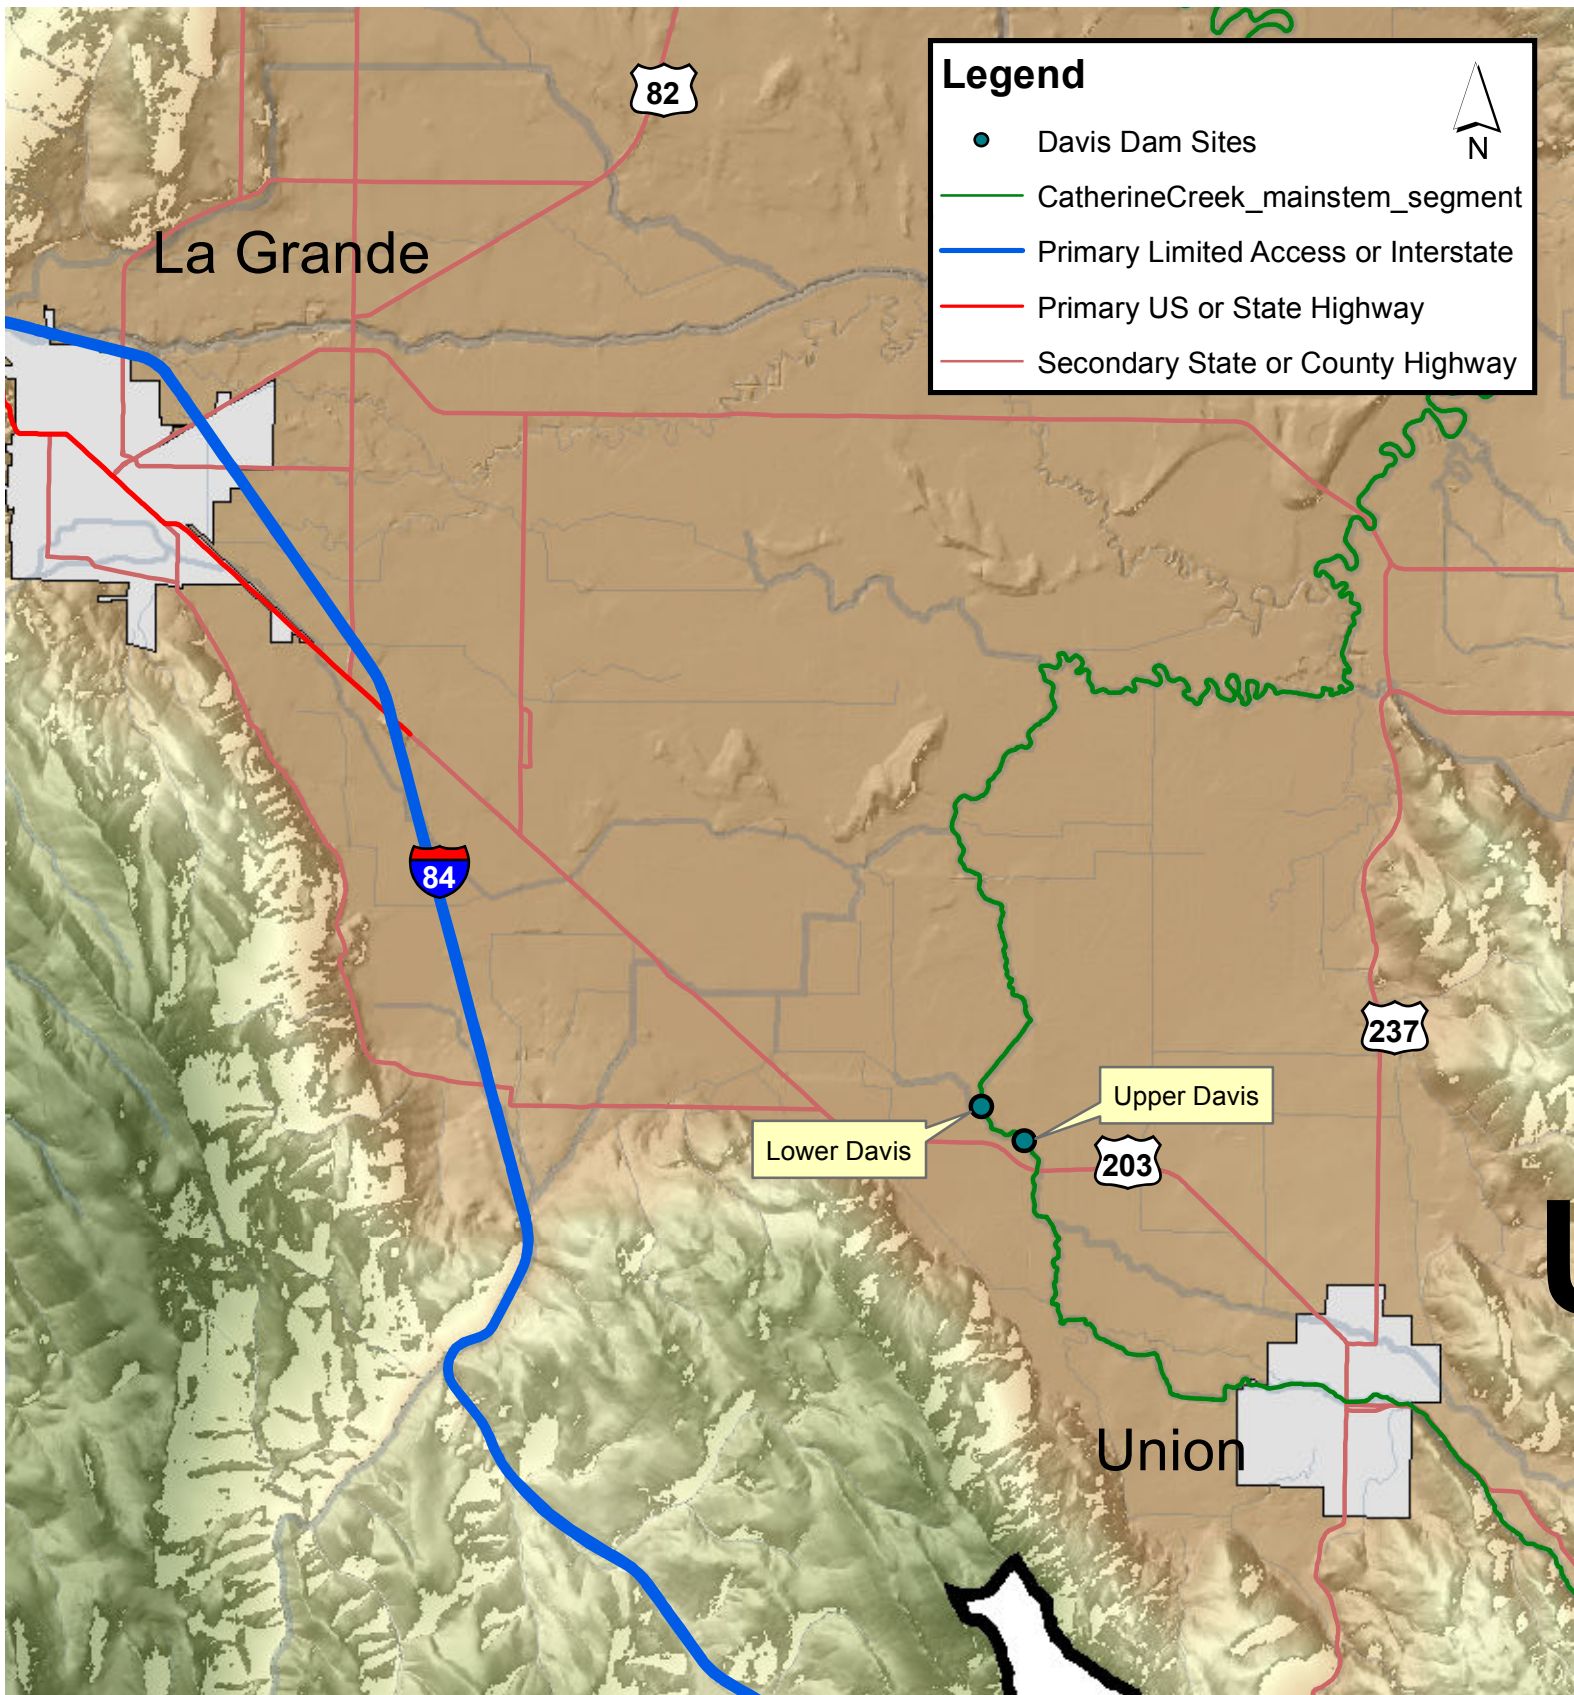 82
Legend
N
Davis Dam Sites
CatherineCreek_mainstem_segment
Primary Limited Access or Interstate
Primary US or State Highway
Secondary State or County Highway
La Grande
84
237
Upper Davis
Lower Davis
203
U
Union